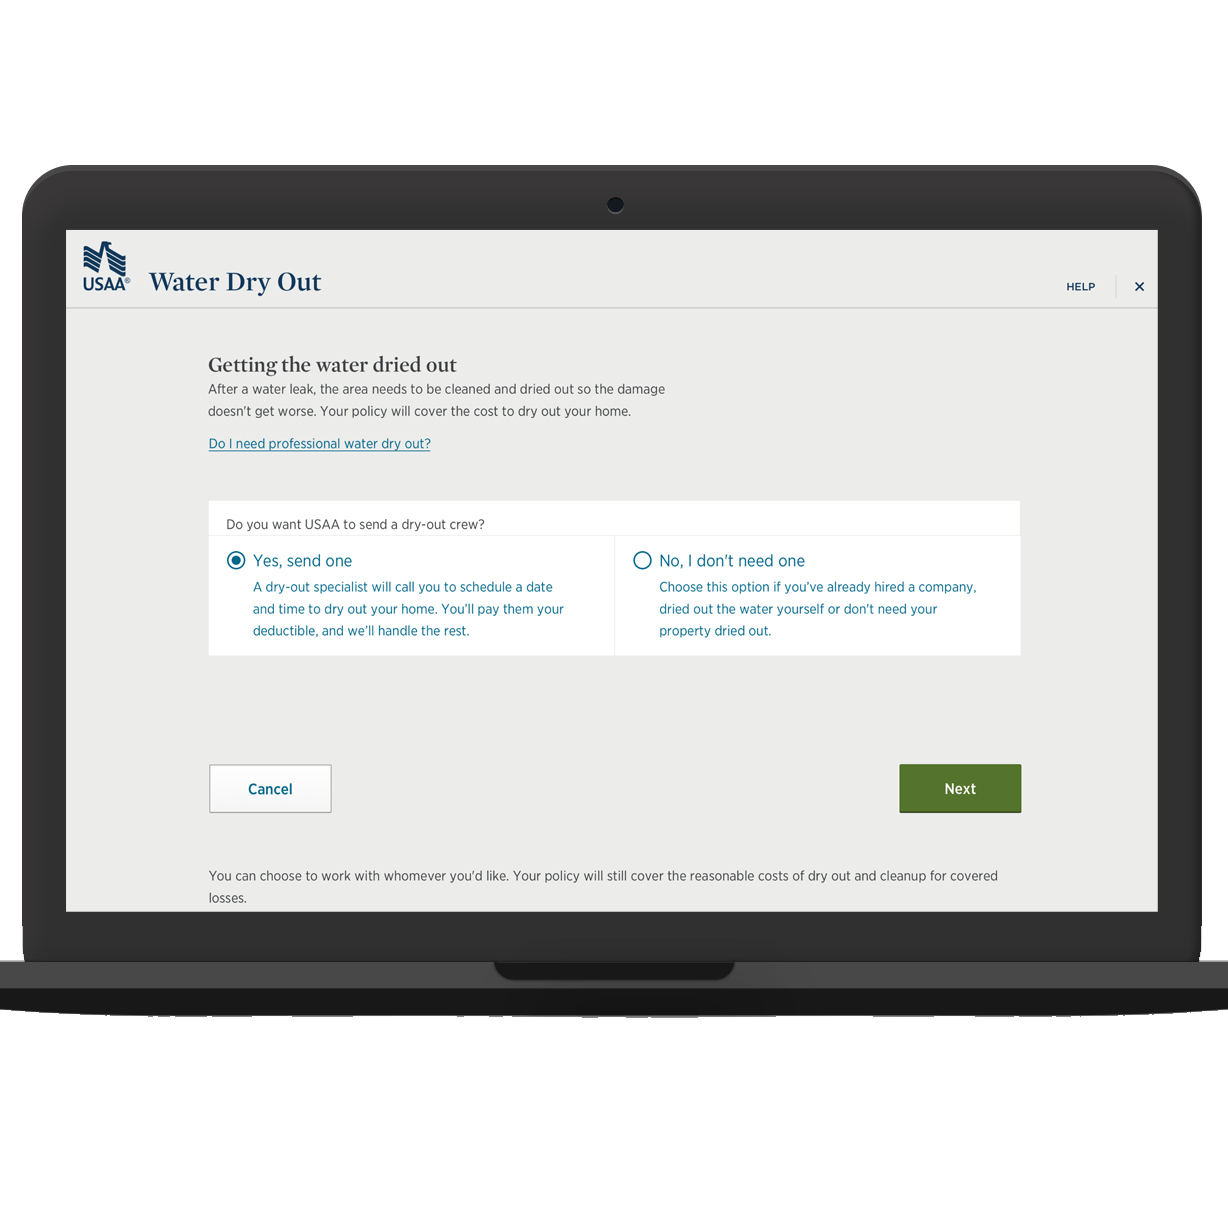 USAA®
Water Dry Out
HELP
Getting the water dried out
After a water leak, the area needs to be cleaned and dried out so the damage
doesn't get worse. Your policy will cover the cost to dry out your home.
Do I need professional water dry out?
Do you want USAA to send a dry-out crew?
Yes, send one
A dry-out specialist will call you to schedule a date
and time to dry out your home. You'll pay them your
deductible, and we'll handle the rest.
No, I don't need one
Choose this option if you've already hired a company,
dried out the water yourself or don't need your
property dried out.
Cancel
Next
You can choose to work with whomever you'd like. Your policy will still cover the reasonable costs of dry out and cleanup for covered
losses.